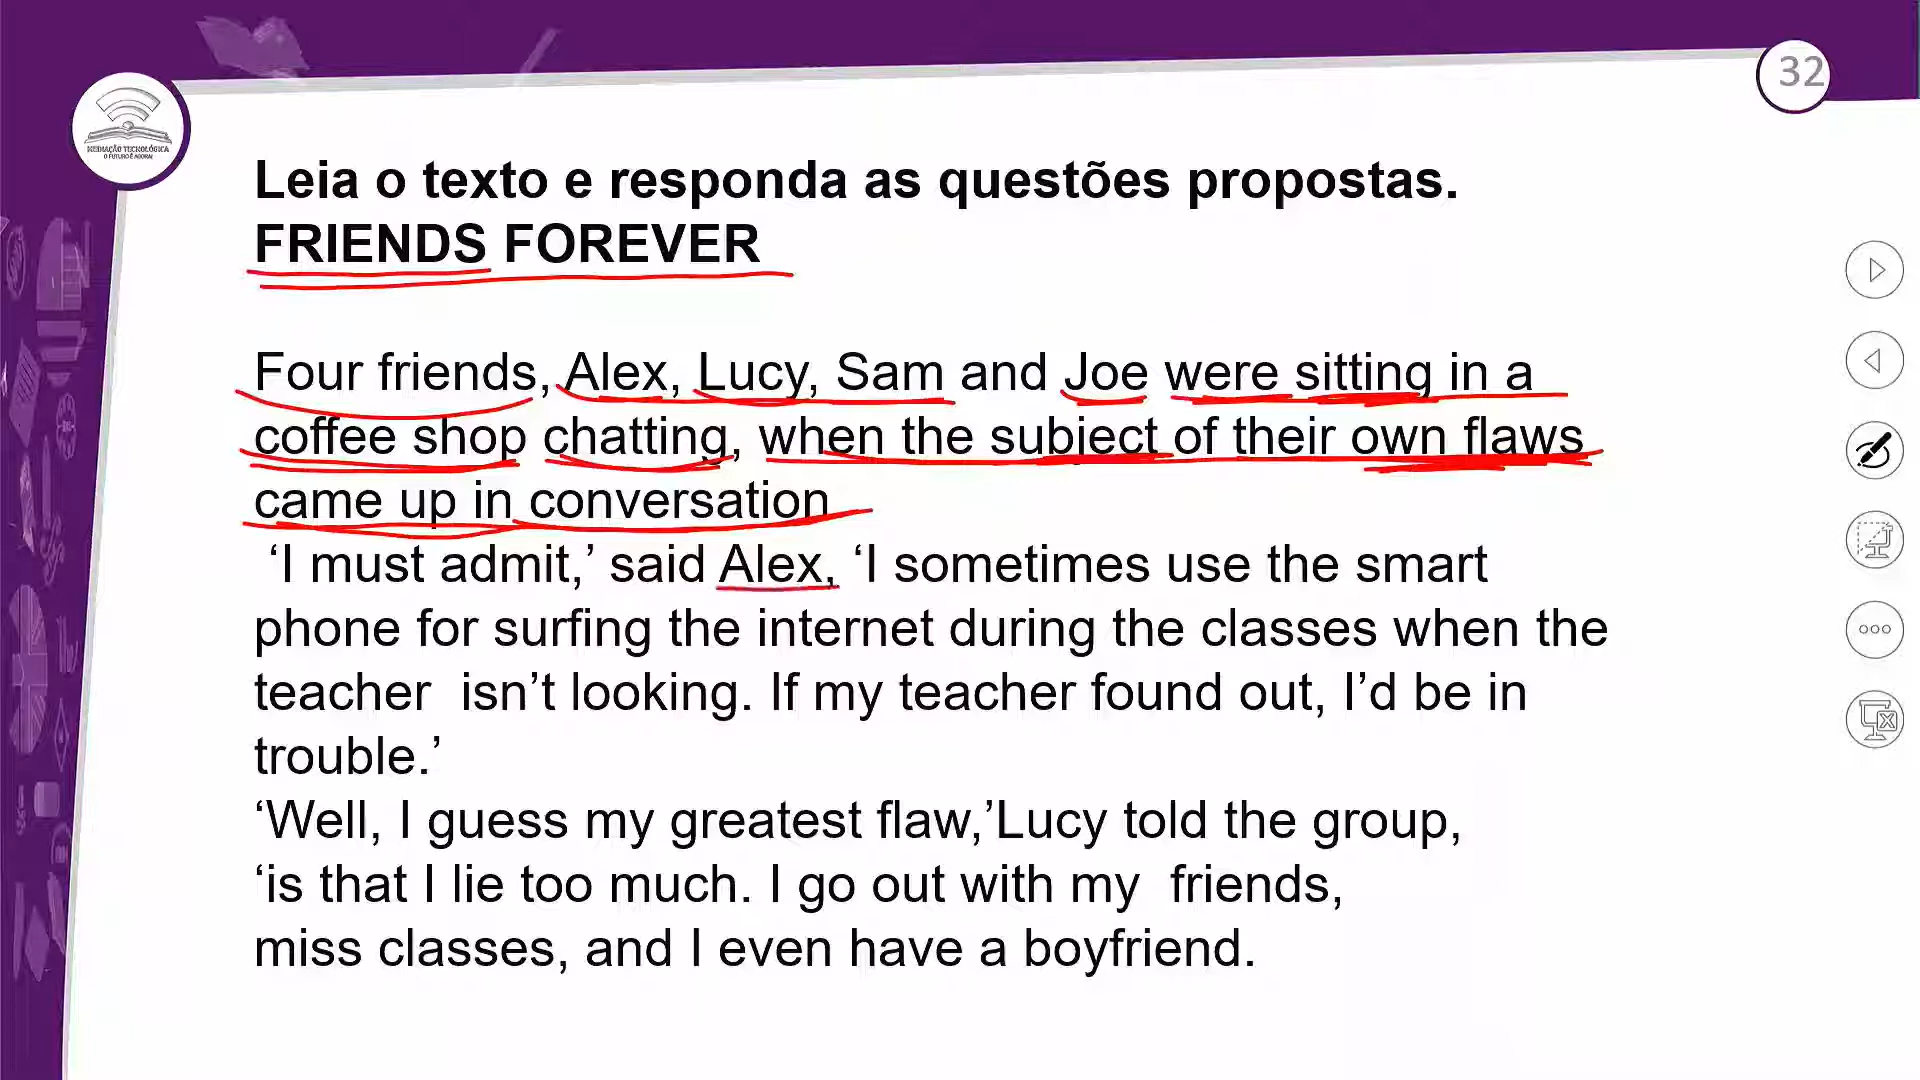 32
MEDIAÇÃO TECNOLÓGICA
O FUTURO É AGORA!
Leia o texto e responda as questões propostas.
FRIENDS FOREVER
Four friends, Alex, Lucy, Sam and Joe were sitting in a
coffee shop chatting, when the subject of their own flaws
came up in conversation
‘I must admit,’ said Alex, ‘I sometimes use the smart
phone for surfing the internet during the classes when the
teacher  isn’t looking. If my teacher found out, I’d be in
trouble.’
‘Well, I guess my greatest flaw,’Lucy told the group,
‘is that I lie too much. I go out with my  friends,
miss classes, and I even have a boyfriend.